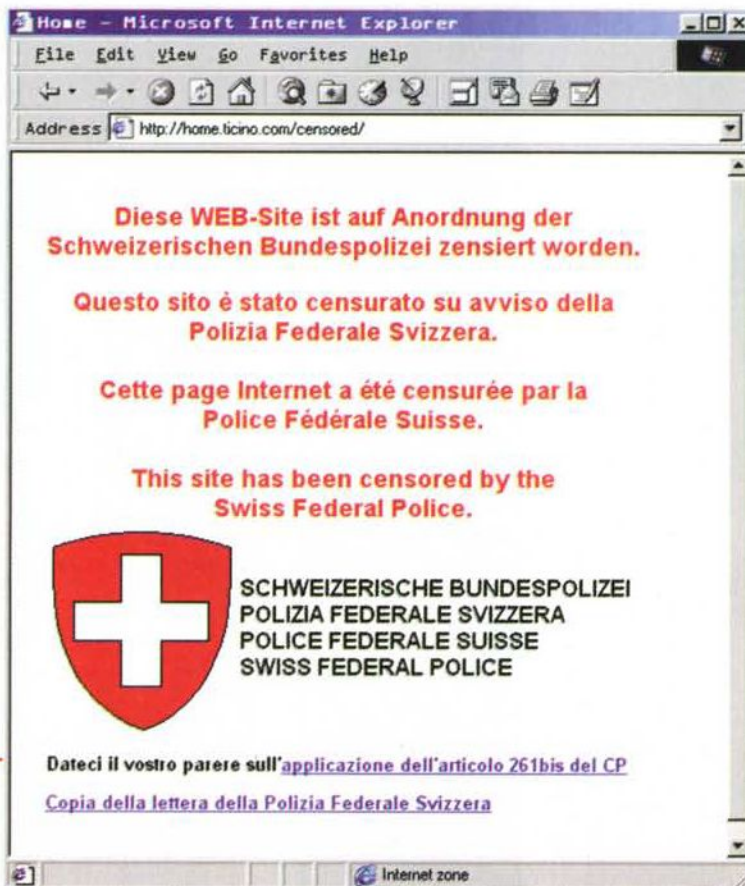 Home - Microsoft Internet Explorer
File Edit View Go Favorites Help
Address http://home.ticino.com/censored/
Diese WEB-Site ist auf Anordnung der
Schweizerischen Bundespolizei zensiert worden.
Questo sito è stato censurato su avviso della
Polizia Federale Svizzera.
Cette page Internet a été censurée par la
Police Fédérale Suisse.
This site has been censored by the
Swiss Federal Police.
SCHWEIZERISCHE BUNDESPOLIZEI
POLIZIA FEDERALE SVIZZERA
POLICE FEDERALE SUISSE
SWISS FEDERAL POLICE
Dateci il vostro parere sull'applicazione dell'articolo 261bis del CP
Copia della lettera della Polizia Federale Svizzera
Internet zone